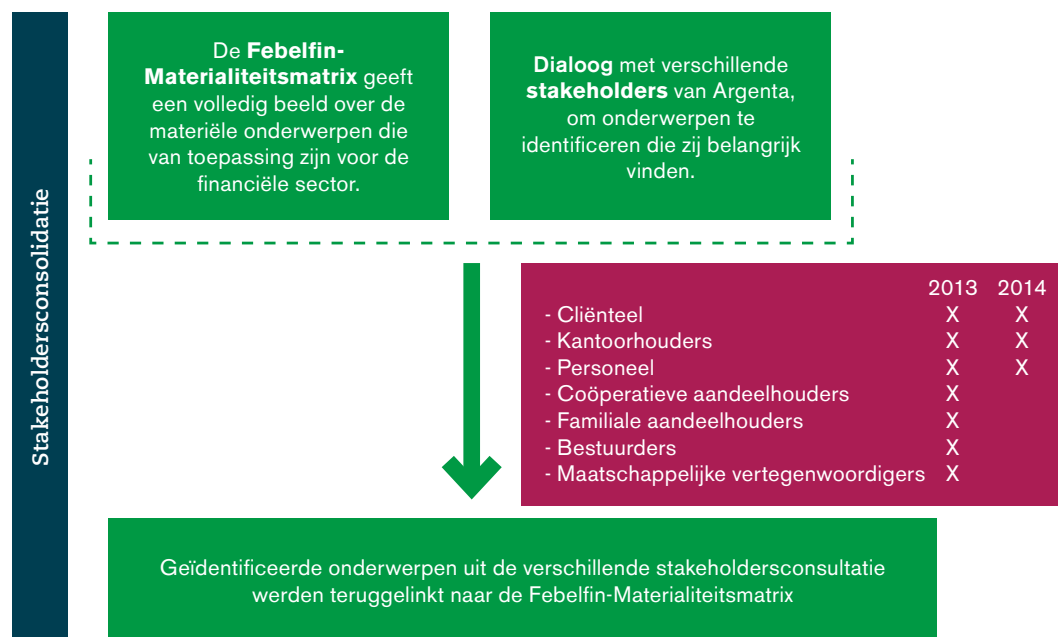 Stakeholdersconsolidatie
De Febelfin-
Materialiteitsmatrix geeft
een volledig beeld over de
materiële onderwerpen die
van toepassing zijn voor de
financiële sector.
Dialoog met verschillende
stakeholders van Argenta,
om onderwerpen te
identificeren die zij belangrijk
vinden.
2013 2014
- Cliënteel X X
- Kantoorhouders X X
- Personeel X X
- Coöperatieve aandeelhouders X
- Familiale aandeelhouders X
- Bestuurders X
- Maatschappelijke vertegenwoordigers X
Geïdentificeerde onderwerpen uit de verschillende stakeholdersconsultatie
werden teruggelinkt naar de Febelfin-Materialiteitsmatrix